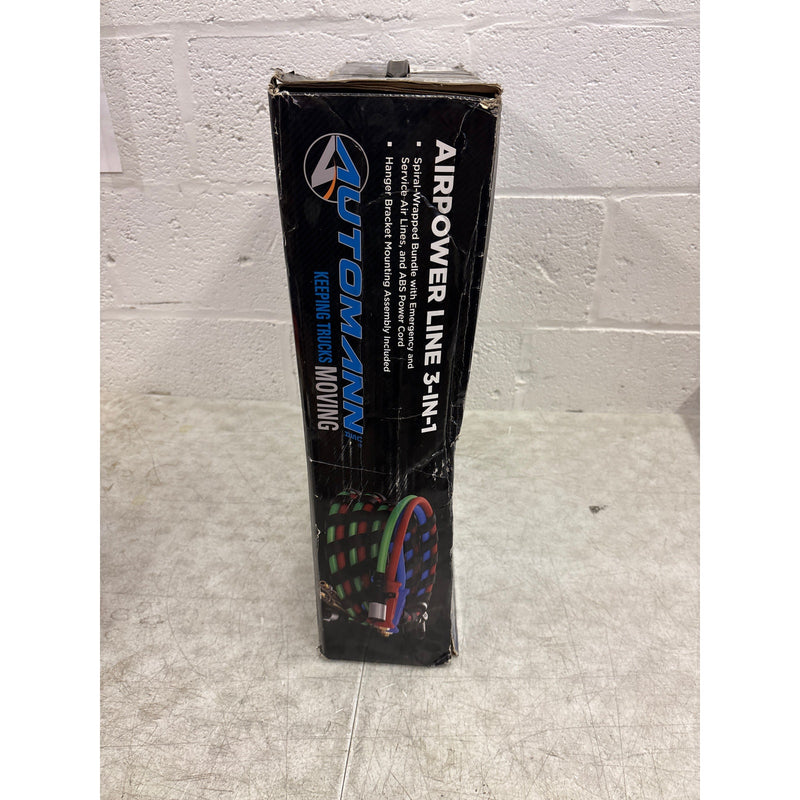 AIRPOWER LINE 3-IN-1
▪ Spiral-Wrapped Bundle with Emergency and
Service Air Lines, and ABS Power Cord
▪ Hanger Bracket Mounting Assembly Included
AUTOMANN
KEEPING TRUCKS MOVING